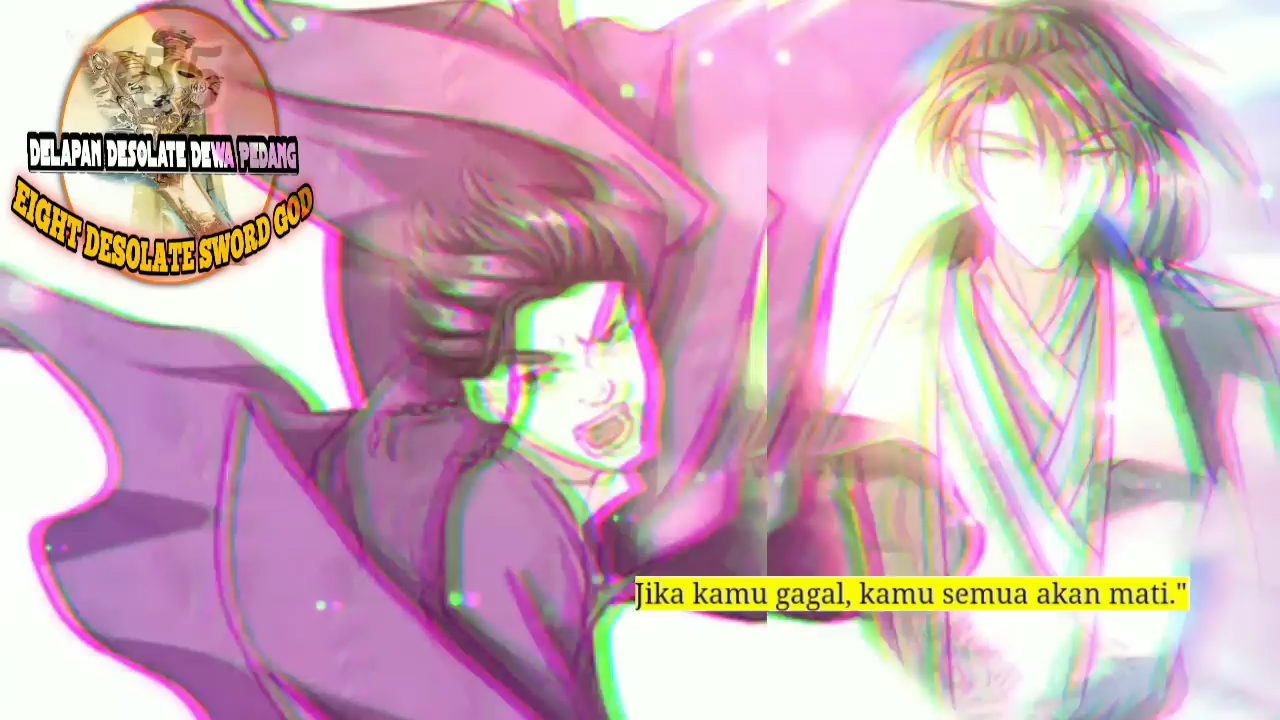 DELAPAN DESOLATE DEWA PEDANG
EIGHT DESOLATE SWORD GOD
Jika kamu gagal, kamu semua akan mati."